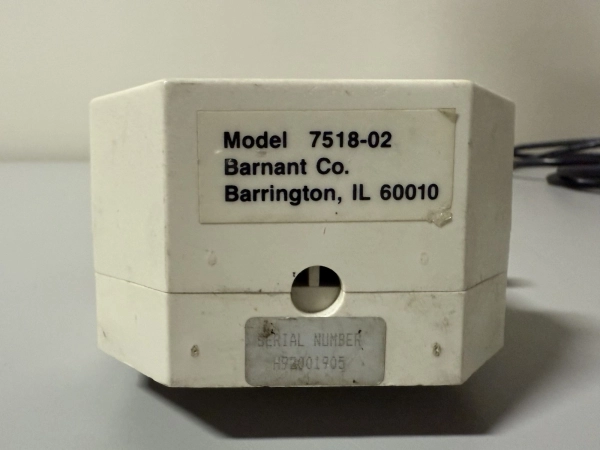 Model 7518-02
Barnant Co.
Barrington, IL 60010
SERIAL NUMBER
H92001905